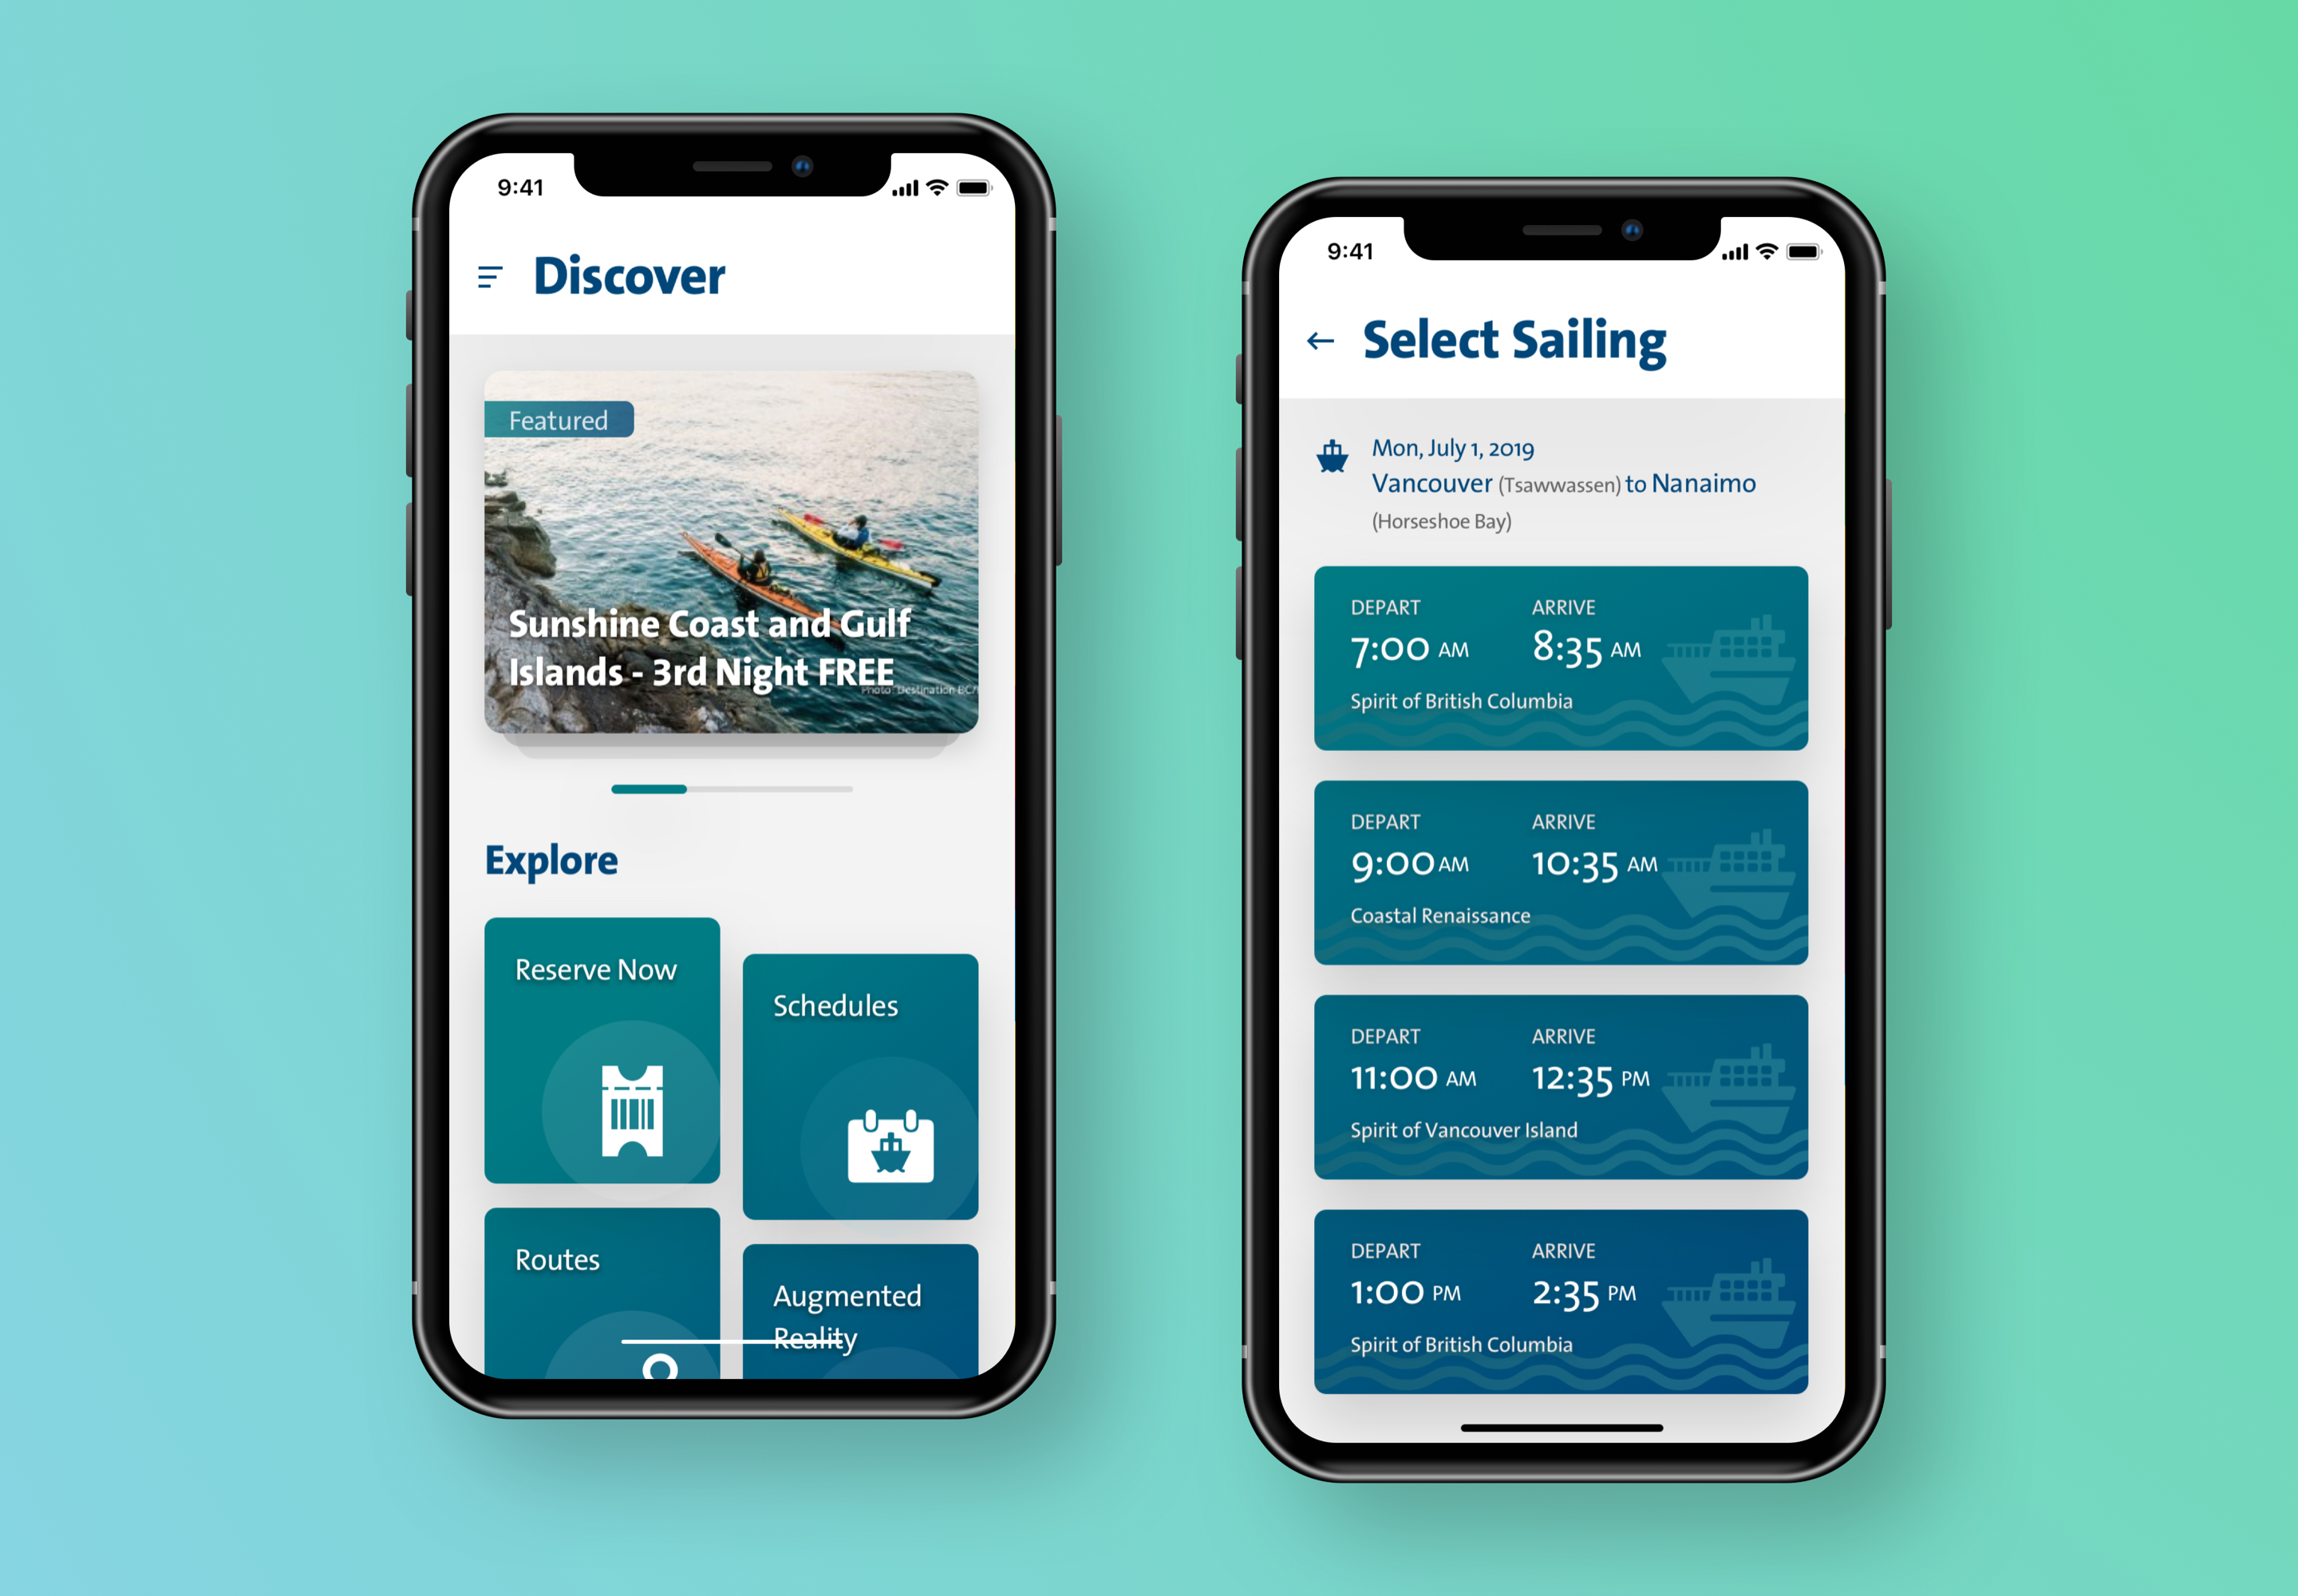 9:41
Discover
Featured
Sunshine Coast and Gulf
Islands - 3rd Night FREE
Photo: Destination BC/
Explore
Reserve Now
Schedules
Routes
Augmented
Reality
9:41
Select Sailing
Mon, July 1, 2019
Vancouver (Tsawwassen) to Nanaimo
(Horseshoe Bay)
DEPART ARRIVE
7:00 AM 8:35 AM
Spirit of British Columbia
DEPART ARRIVE
9:00 AM 10:35 AM
Coastal Renaissance
DEPART ARRIVE
11:00 AM 12:35 PM
Spirit of Vancouver Island
DEPART ARRIVE
1:00 PM 2:35 PM
Spirit of British Columbia